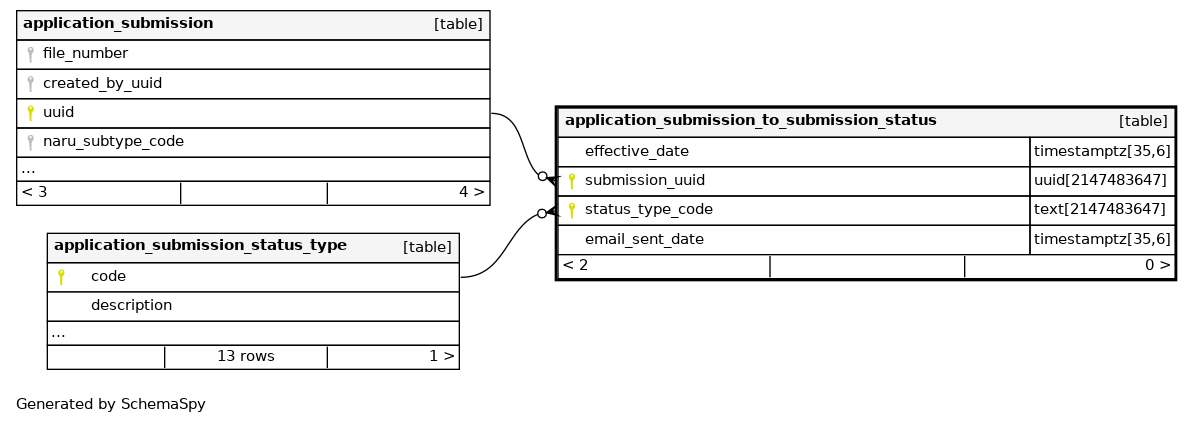 application_submission [table]
file_number
created_by_uuid
uuid
naru_subtype_code
...
< 3 4 >
application_submission_status_type [table]
code
description
...
13 rows 1 >
application_submission_to_submission_status [table]
effective_date timestamptz[35,6]
submission_uuid uuid[2147483647]
status_type_code text[2147483647]
email_sent_date timestamptz[35,6]
< 2 0 >
Generated by SchemaSpy